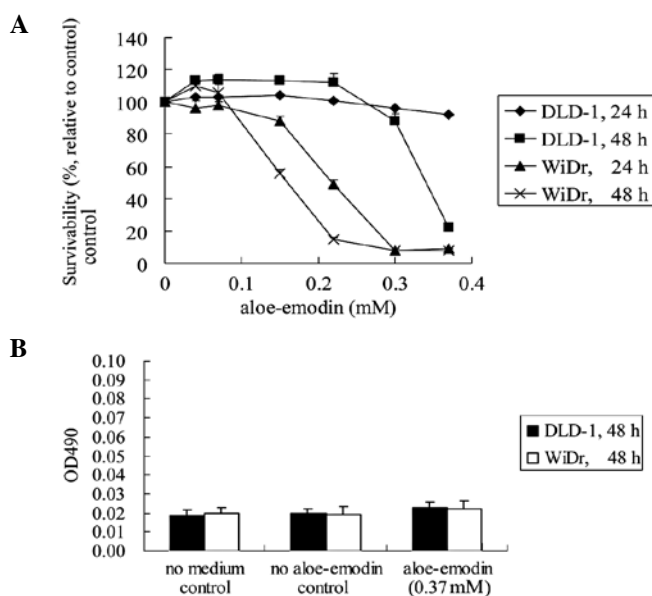 A
Survivability (%, relative to control)
control
140
120
100
80
60
40
20
0
0
0.1
0.2
0.3
0.4
aloe-emodin (mM)
DLD-1, 24 h
DLD-1, 48 h
WiDr, 24 h
WiDr, 48 h
B
OD490
0.10
0.09
0.08
0.07
0.06
0.05
0.04
0.03
0.02
0.01
0.00
no medium
control
no aloe-emodin
control
aloe-emodin
(0.37 mM)
DLD-1, 48 h
WiDr, 48 h